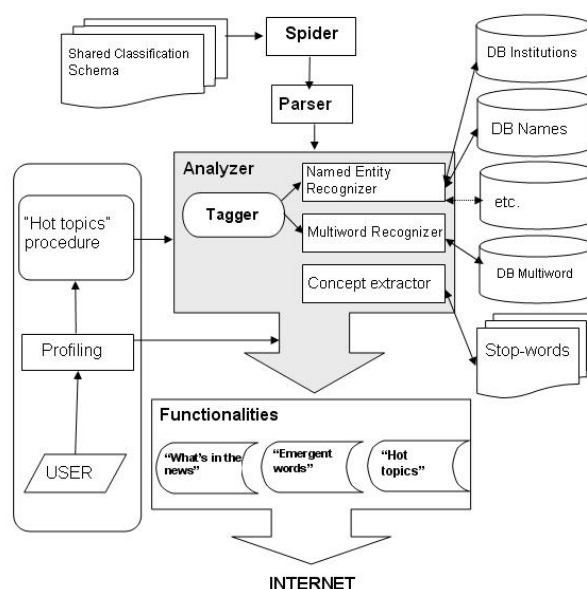 Shared Classification
Schema
Spider
Parser
DB Institutions
DB Names
etc.
DB Multiword
Stop-words
Analyzer
Named Entity
Recognizer
Tagger
Multiword Recognizer
Concept extractor
"Hot topics"
procedure
Profiling
USER
Functionalities
“What’s in the
news”
“Emergent
words”
“Hot
topics”
INTERNET